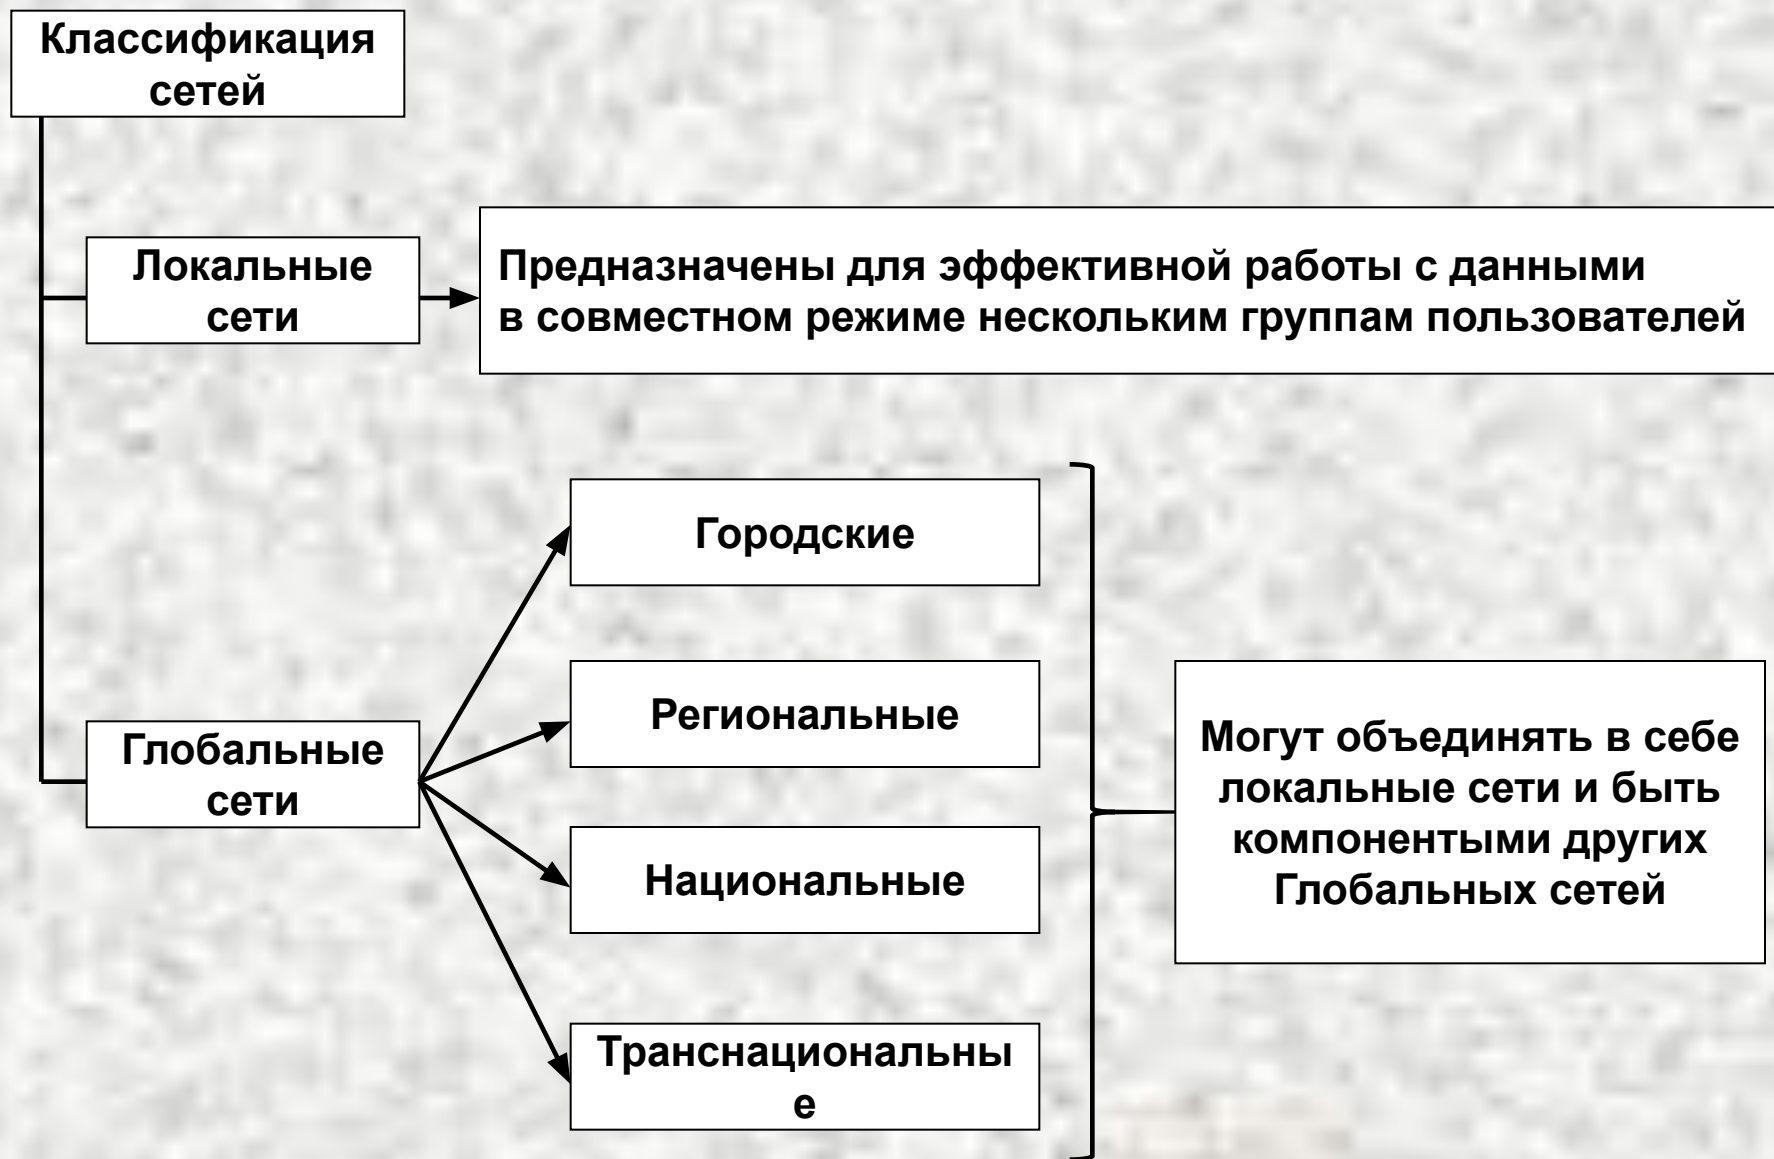 Классификация
сетей
Локальные
сети
Предназначены для эффективной работы с данными
в совместном режиме нескольким группам пользователей
Глобальные
сети
Городские
Региональные
Национальные
Транснациональны
е
Могут объединять в себе
локальные сети и быть
компонентыми других
Глобальных сетей